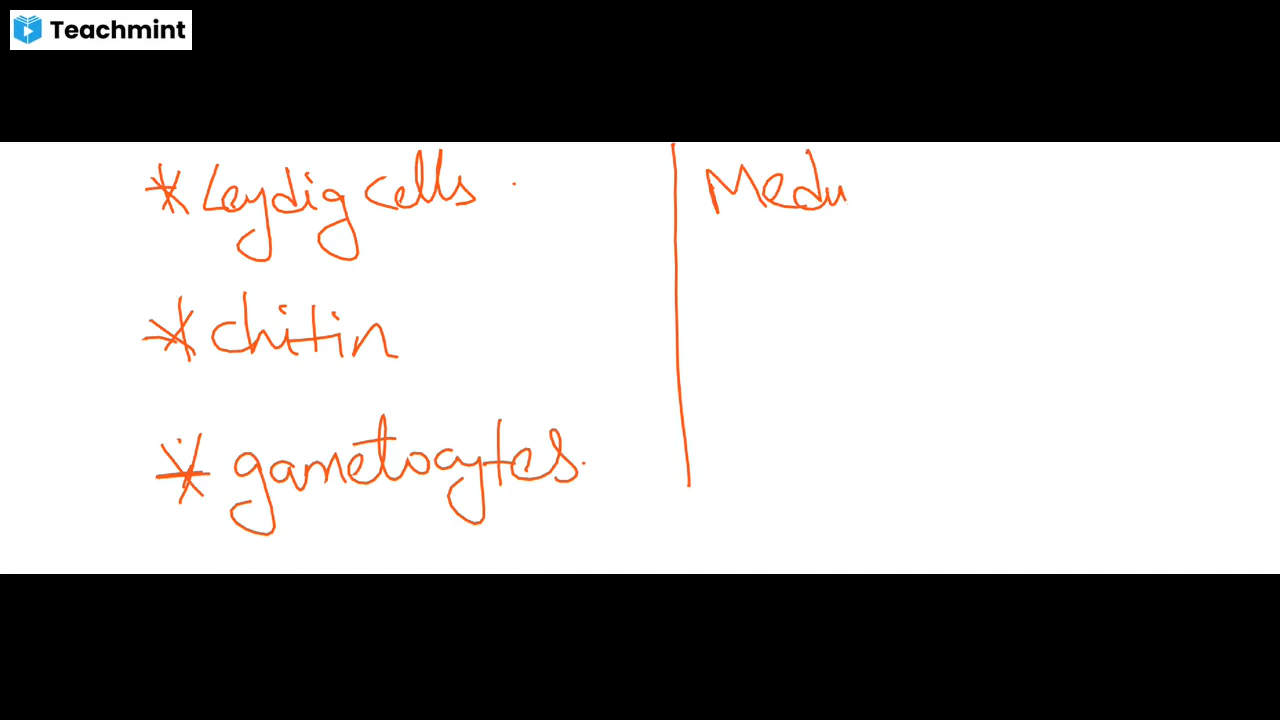 Teachmint
* Leydig cells .
* chitin
* gametocytes.
Medu